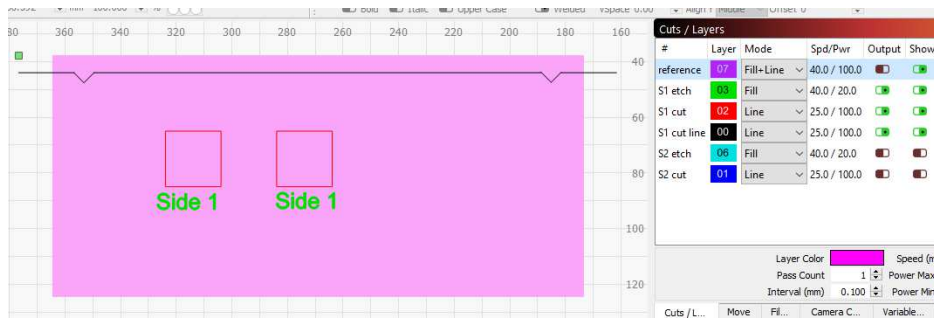 mm 100.000 % Bold Italic Upper Case Welded VSpace 0.00 Align Y Middle Offset 0
360 340 320 300 280 260 240 220 200 180 160
40
60
80
100
120
Side 1 Side 1
Cuts / Layers
# Layer Mode Spd/Pwr Output Show
reference 07 Fill+Line 40.0 / 100.0
S1 etch 03 Fill 40.0 / 20.0
S1 cut 02 Line 25.0 / 100.0
S1 cut line 00 Line 25.0 / 100.0
S2 etch 06 Fill 40.0 / 20.0
S2 cut 01 Line 25.0 / 100.0
Layer Color Speed (m
Pass Count 1 Power Max
Interval (mm) 0.100 Power Min
Cuts / L... Move Fil... Camera C... Variable...